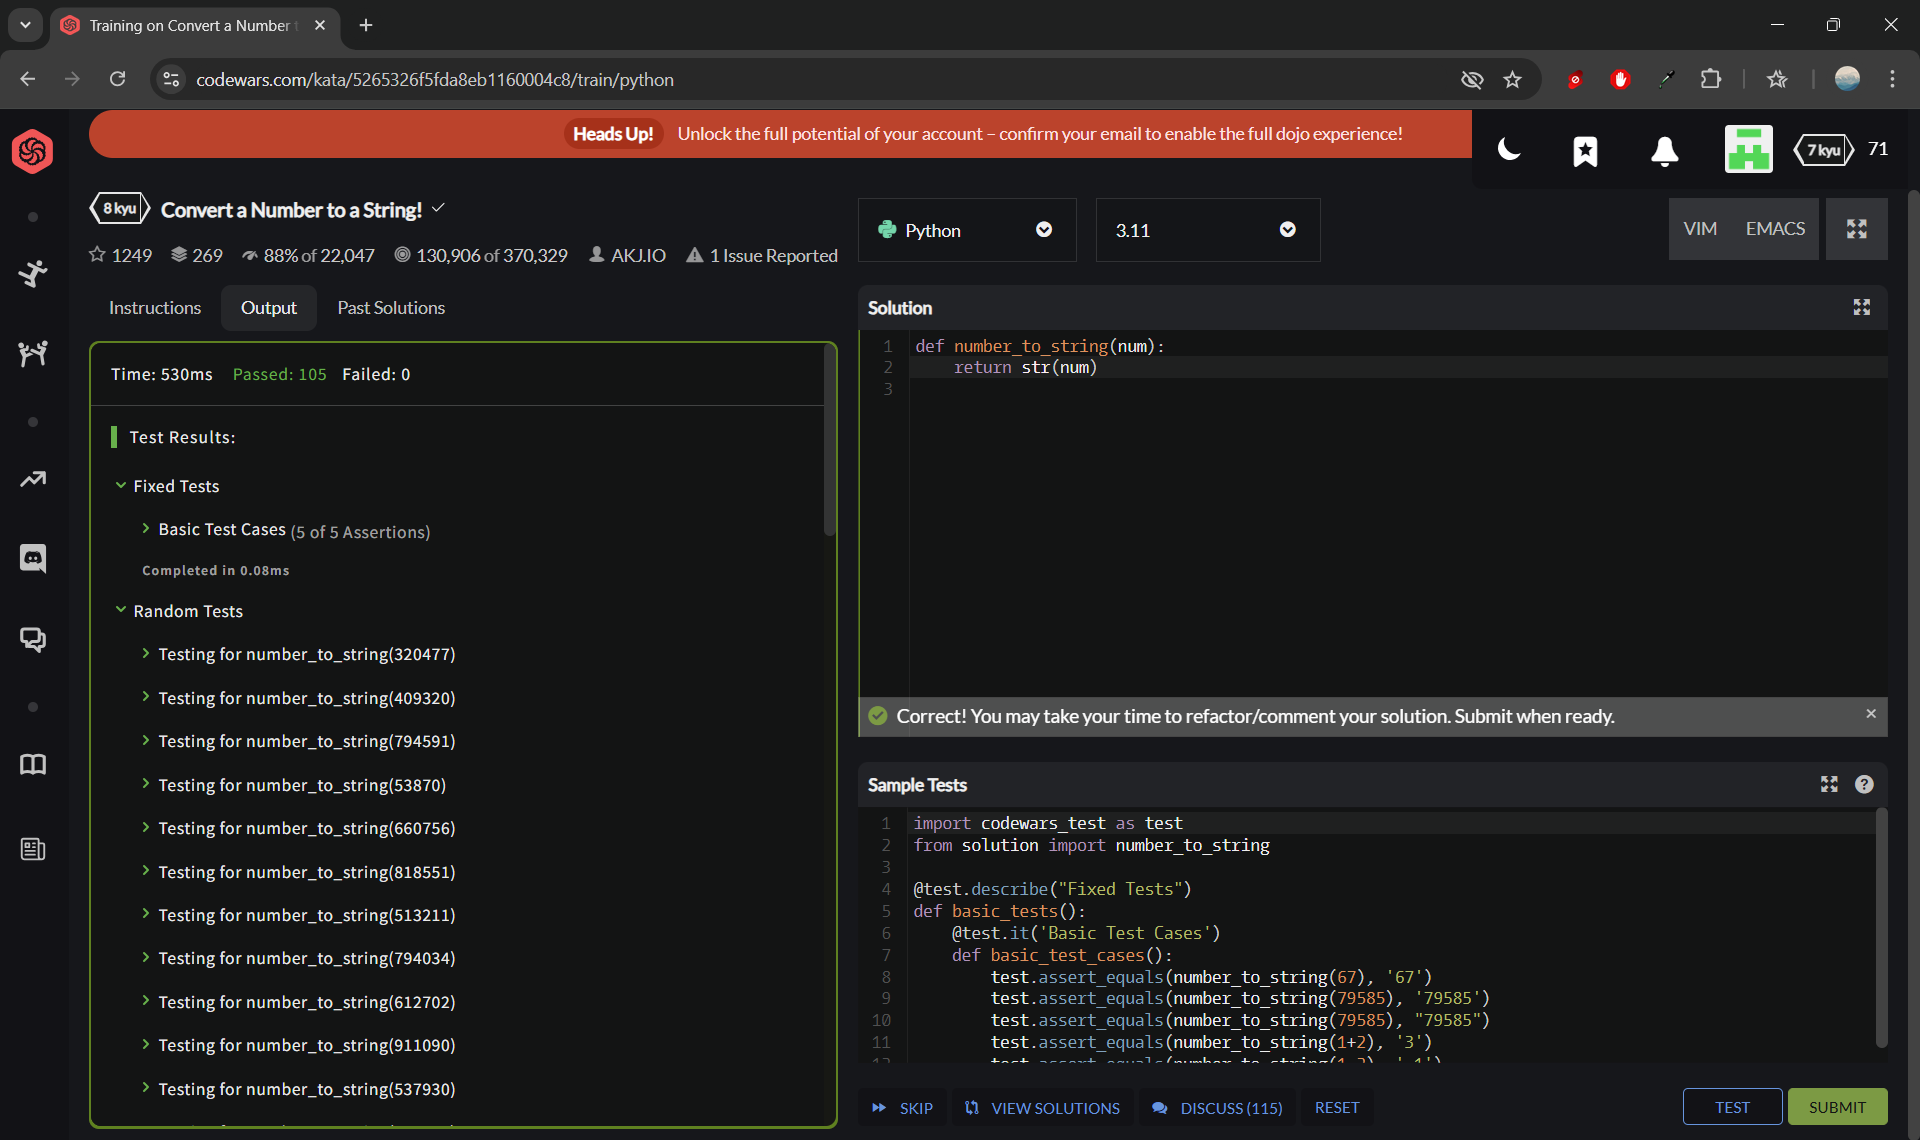 Training on Convert a Number t
codewars.com/kata/5265326f5fda8eb1160004c8/train/python
Heads Up! Unlock the full potential of your account – confirm your email to enable the full dojo experience!
7 kyu 71
8 kyu Convert a Number to a String!
1249 269 88% of 22,047 130,906 of 370,329 AKJ.IO 1 Issue Reported
Python 3.11 VIM EMACS
Instructions Output Past Solutions
Time: 530ms Passed: 105 Failed: 0
Test Results:
Fixed Tests
Basic Test Cases (5 of 5 Assertions)
Completed in 0.08ms
Random Tests
Testing for number_to_string(320477)
Testing for number_to_string(409320)
Testing for number_to_string(794591)
Testing for number_to_string(53870)
Testing for number_to_string(660756)
Testing for number_to_string(818551)
Testing for number_to_string(513211)
Testing for number_to_string(794034)
Testing for number_to_string(612702)
Testing for number_to_string(911090)
Testing for number_to_string(537930)
Solution
1 def number_to_string(num):
2     return str(num)
3
Correct! You may take your time to refactor/comment your solution. Submit when ready.
Sample Tests
1 import codewars_test as test
2 from solution import number_to_string
3
4 @test.describe("Fixed Tests")
5 def basic_tests():
6     @test.it('Basic Test Cases')
7     def basic_test_cases():
8         test.assert_equals(number_to_string(67), '67')
9         test.assert_equals(number_to_string(79585), '79585')
10         test.assert_equals(number_to_string(79585), "79585")
11         test.assert_equals(number_to_string(1+2), '3')
SKIP VIEW SOLUTIONS DISCUSS (115) RESET TEST SUBMIT